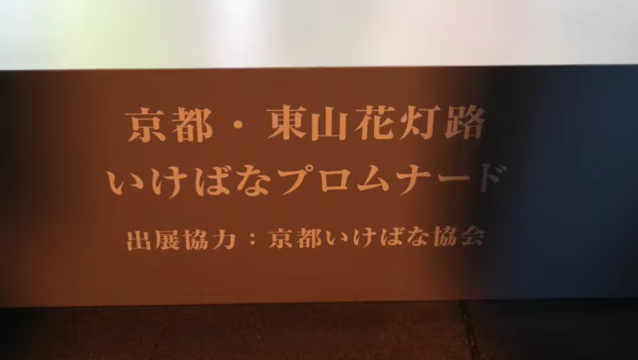 京都・東山花灯路
いけばなプロムナード
出展協力：京都いけばな協会